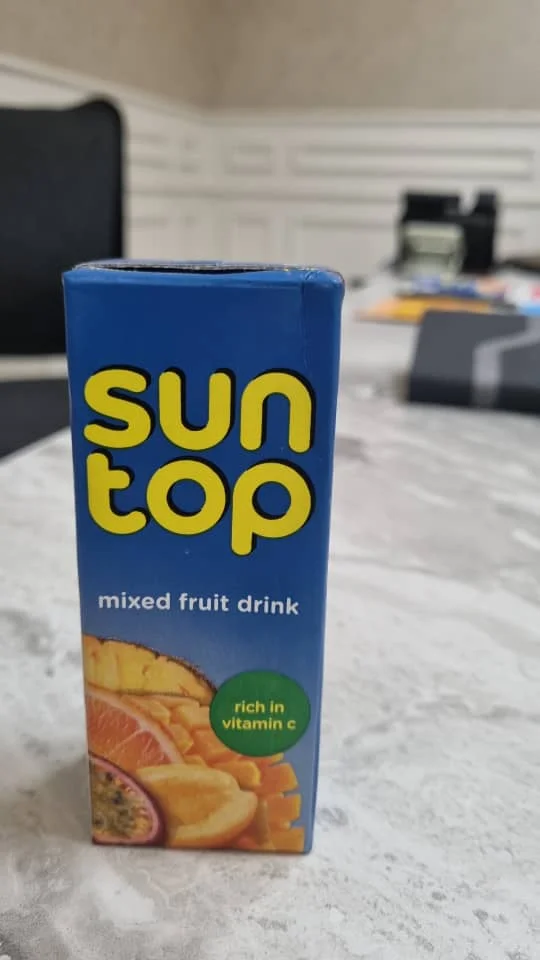 sun
top
mixed fruit drink
rich in
vitamin c